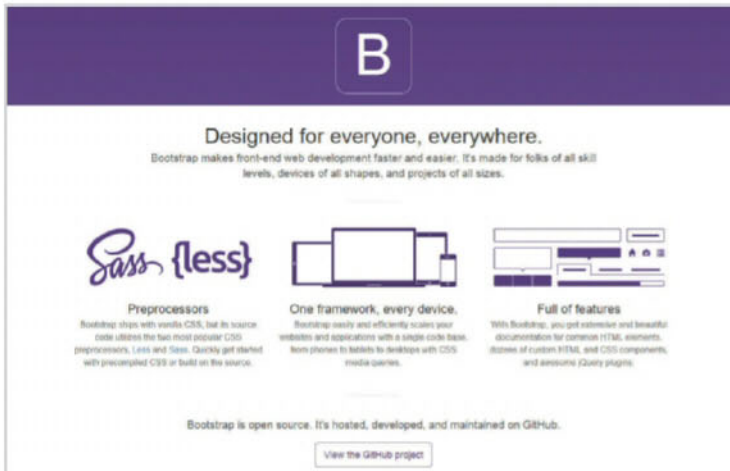 B
Designed for everyone, everywhere.
Bootstrap makes front-end web development faster and easier. It's made for folks of all skill
levels, devices of all shapes, and projects of all sizes.
Sass {less}
Preprocessors
Bootstrap ships with vanilla CSS, but its source
code utilizes the two most popular CSS
preprocessors, Less and Sass. Quickly get started
with precompiled CSS or build on the source.
One framework, every device.
Bootstrap easily and efficiently scales your
websites and applications with a single code base,
from phones to tablets to desktops with CSS
media queries.
Full of features
With Bootstrap, you get extensive and beautiful
documentation for common HTML elements,
dozens of custom HTML and CSS components,
and awesome jQuery plugins.
Bootstrap is open source. It's hosted, developed, and maintained on GitHub.
View the GitHub project